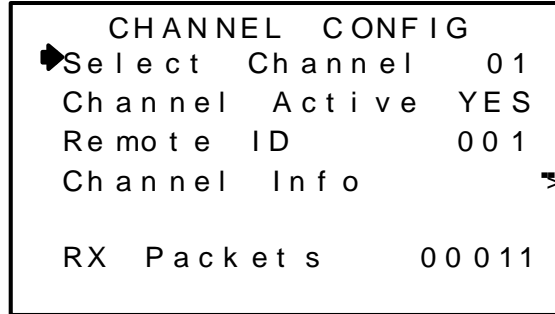 CHANNEL CONFIG
Select Channel 01
Channel Active YES
Remote ID 001
Channel Info >
RX Packets 00011